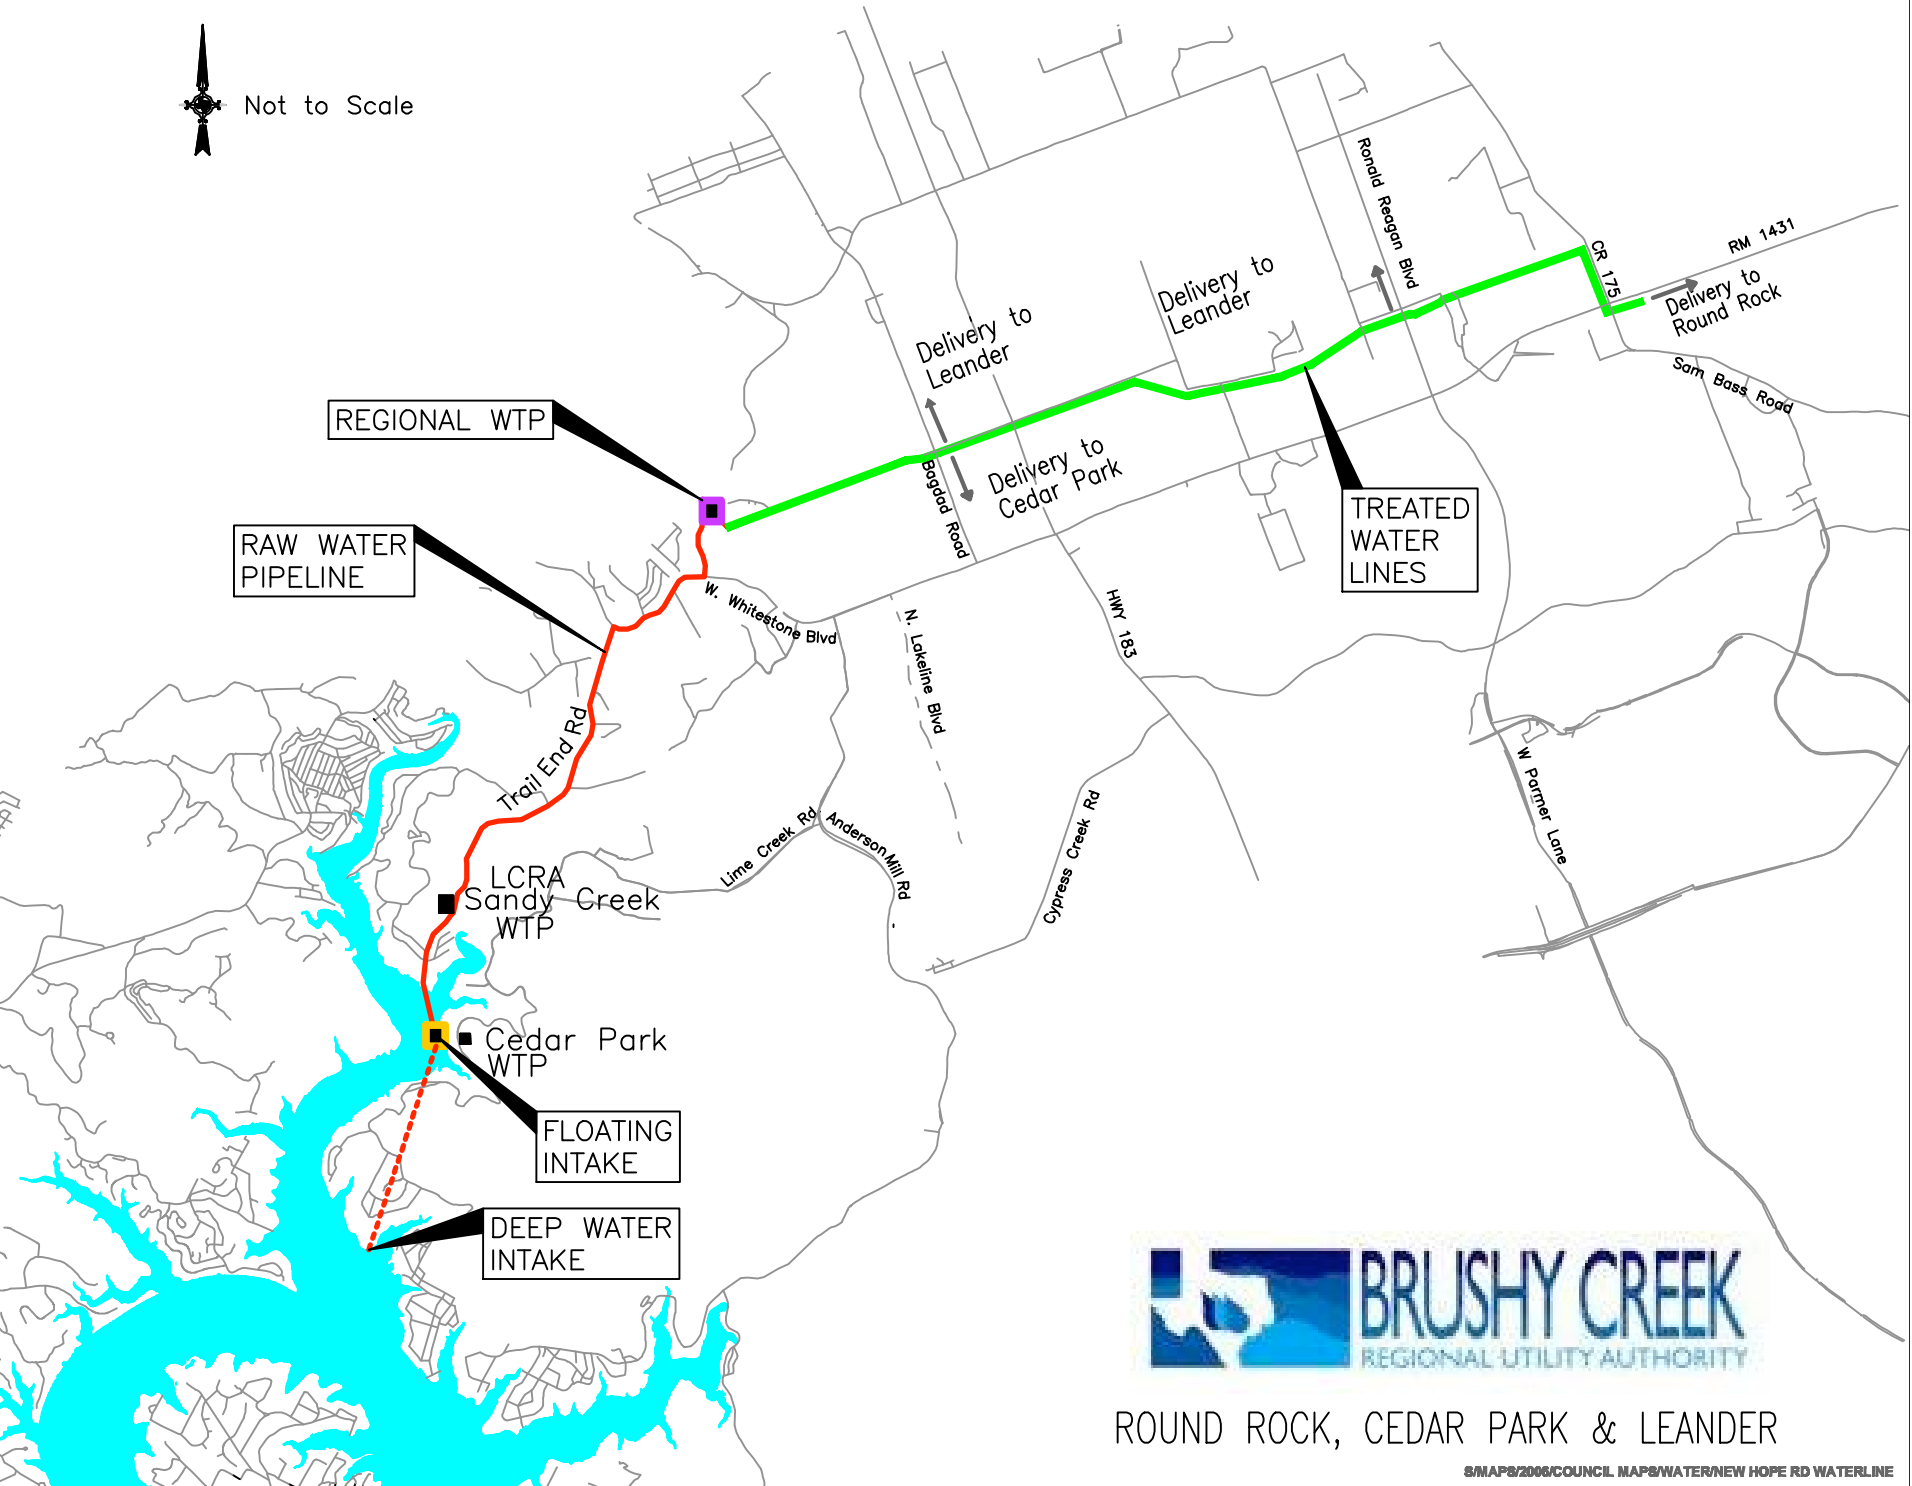 Not to Scale
Ronald Reagan Blvd
CR 175
RM 1431
Delivery to
Round Rock
Delivery to
Leander
Delivery to
Leander
Sam Bass Road
REGIONAL WTP
Delivery to
Cedar Park
Bagdad Road
TREATED
WATER
LINES
RAW WATER
PIPELINE
W. Whitestone Blvd
N. Lakeline Blvd
HWY 183
Trail End Rd
W Parmer Lane
Lime Creek Rd
Anderson Mill Rd
Cypress Creek Rd
LCRA
Sandy Creek
WTP
Cedar Park
WTP
FLOATING
INTAKE
DEEP WATER
INTAKE
BRUSHY CREEK
REGIONAL UTILITY AUTHORITY
ROUND ROCK, CEDAR PARK & LEANDER
S/MAPS/2006/COUNCIL MAPS/WATER/NEW HOPE RD WATERLINE